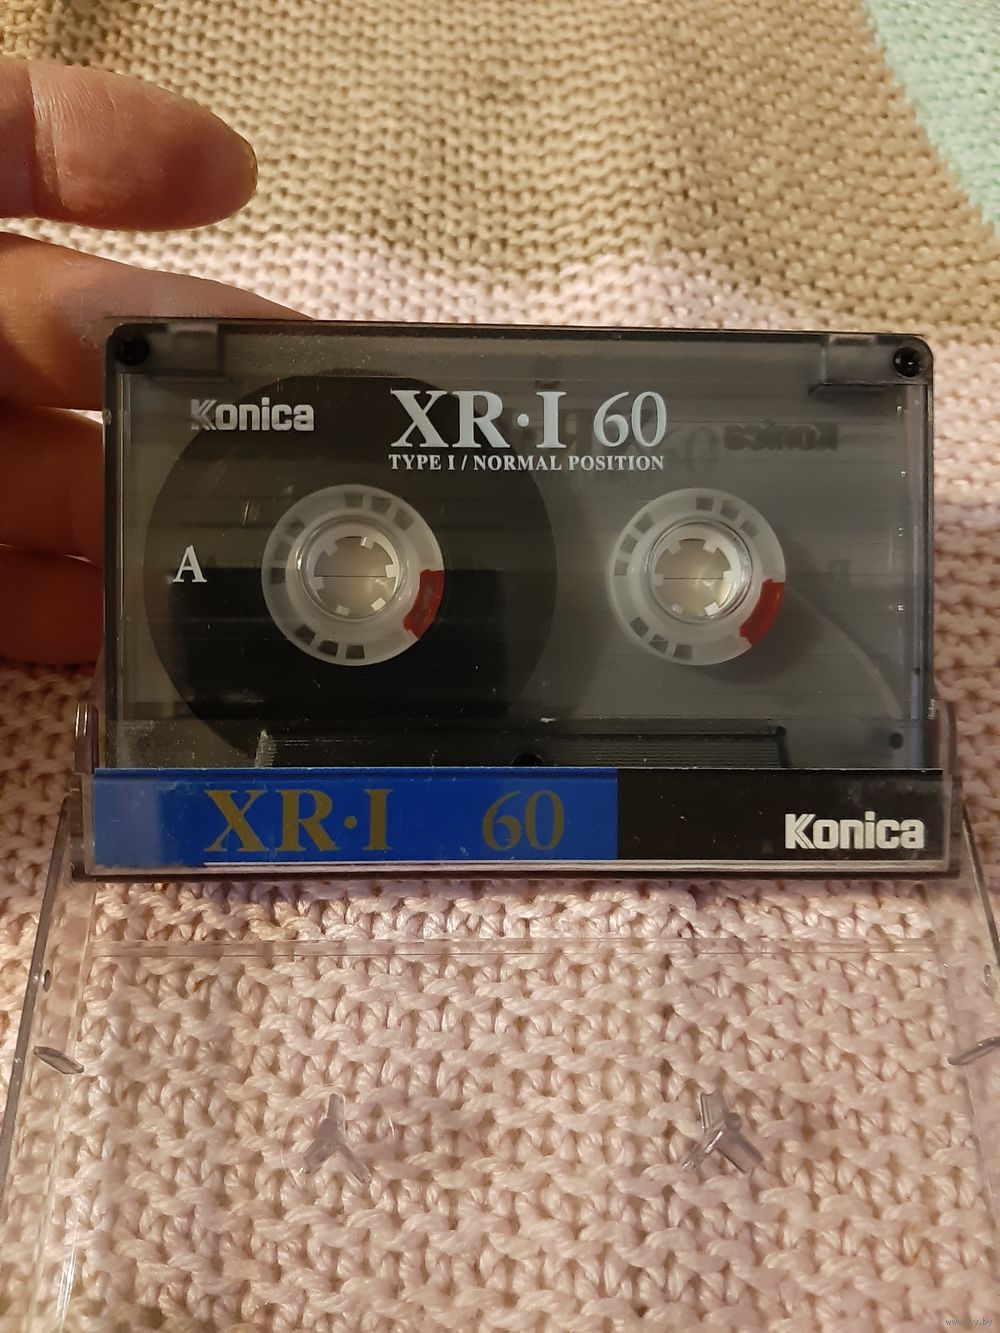 Konica
XR·I 60
TYPE I / NORMAL POSITION
A
XR·I 60
Konica